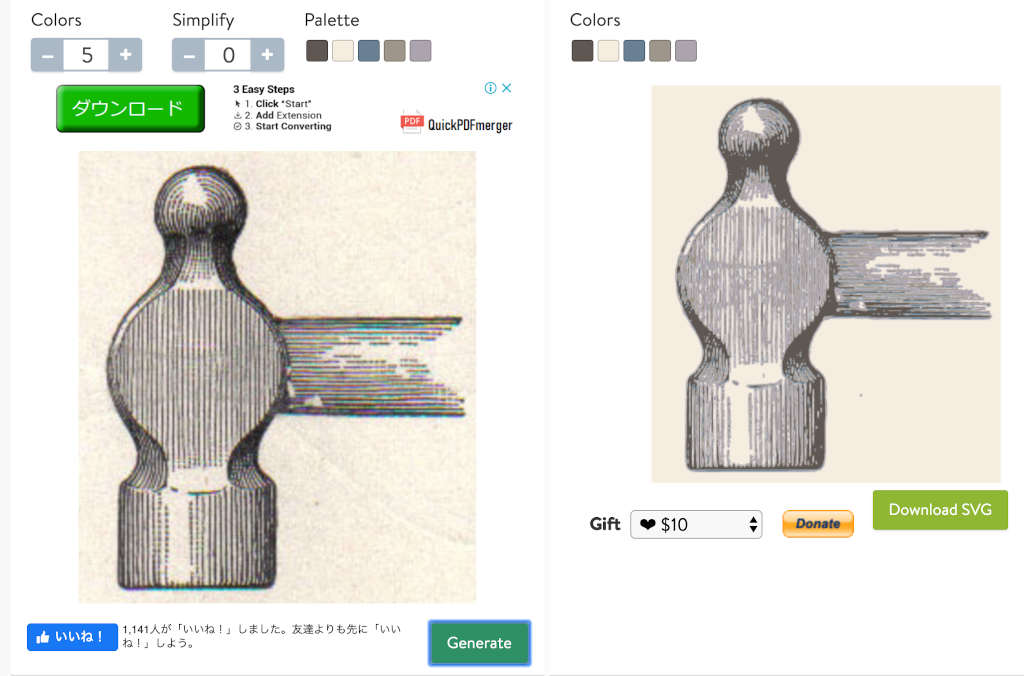 Colors
Simplify
Palette
Colors
− 5 +
− 0 +
ダウンロード
3 Easy Steps
1. Click "Start"
2. Add Extension
3. Start Converting
PDF
QuickPDFmerger
Gift
❤ $10
Donate
Download SVG
いいね！
1,141人が「いいね！」しました。友達よりも先に「いい
ね！」しよう。
Generate